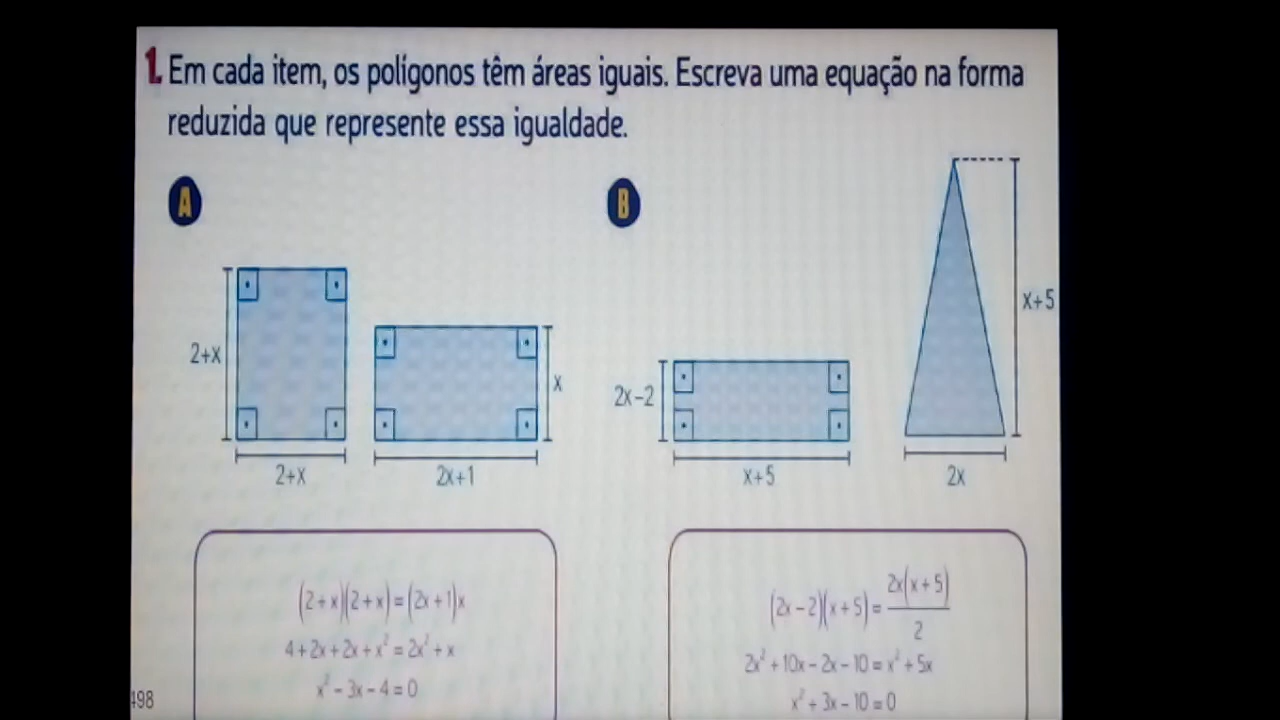 1. Em cada item, os polígonos têm áreas iguais. Escreva uma equação na forma
reduzida que represente essa igualdade.
A
B
2+x
2+x
x
2x+1
2x-2
x+5
x+5
2x
(2+x)(2+x)=(2x+1)x
4+2x+2x+x²=2x²+x
x²-3x-4=0
(2x-2)(x+5)=2x(x+5)/2
2x²+10x-2x-10=x²+5x
x²+3x-10=0
498